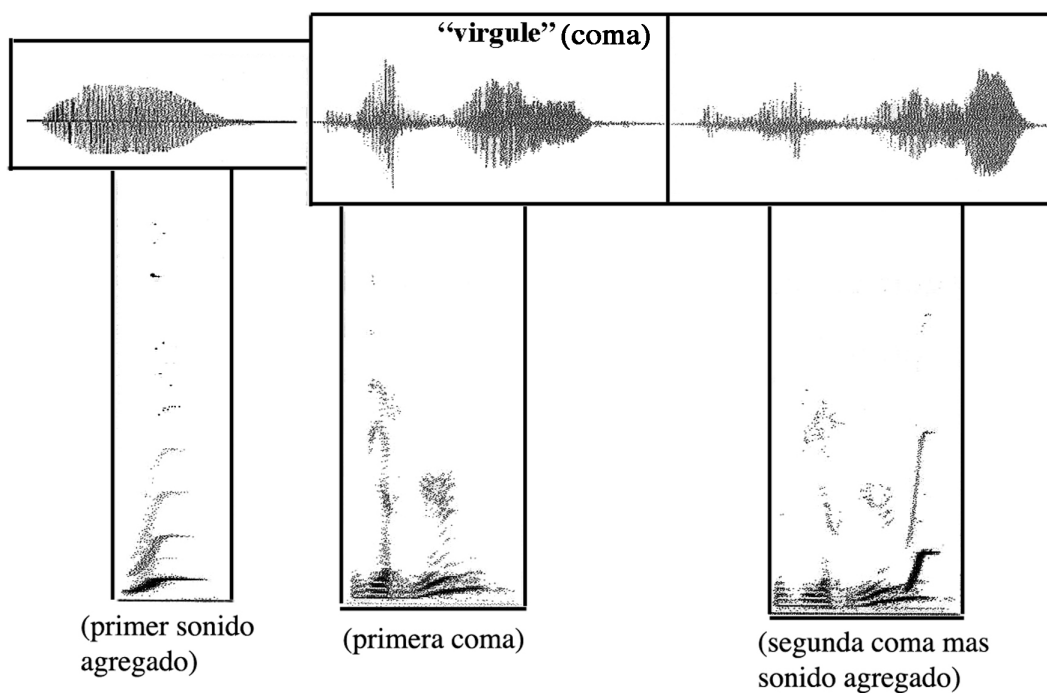 “virgule” (coma)
(primer sonido
agregado)
(primera coma)
(segunda coma mas
sonido agregado)